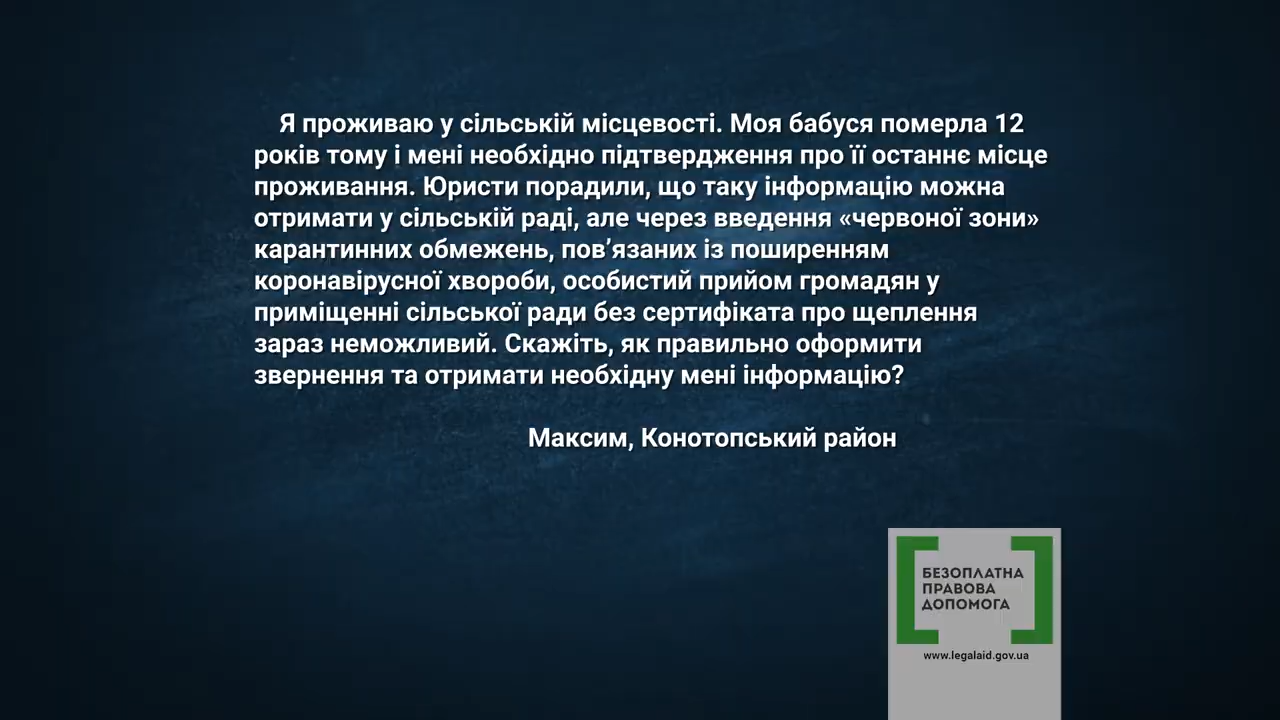 Я проживаю у сільській місцевості. Моя бабуся померла 12
років тому і мені необхідно підтвердження про її останнє місце
проживання. Юристи порадили, що таку інформацію можна
отримати у сільській раді, але через введення «червоної зони»
карантинних обмежень, пов’язаних із поширенням
коронавірусної хвороби, особистий прийом громадян у
приміщенні сільської ради без сертифіката про щеплення
зараз неможливий. Скажіть, як правильно оформити
звернення та отримати необхідну мені інформацію?
Максим, Конотопський район
БЕЗОПЛАТНА
ПРАВОВА
ДОПОМОГА
www.legalaid.gov.ua